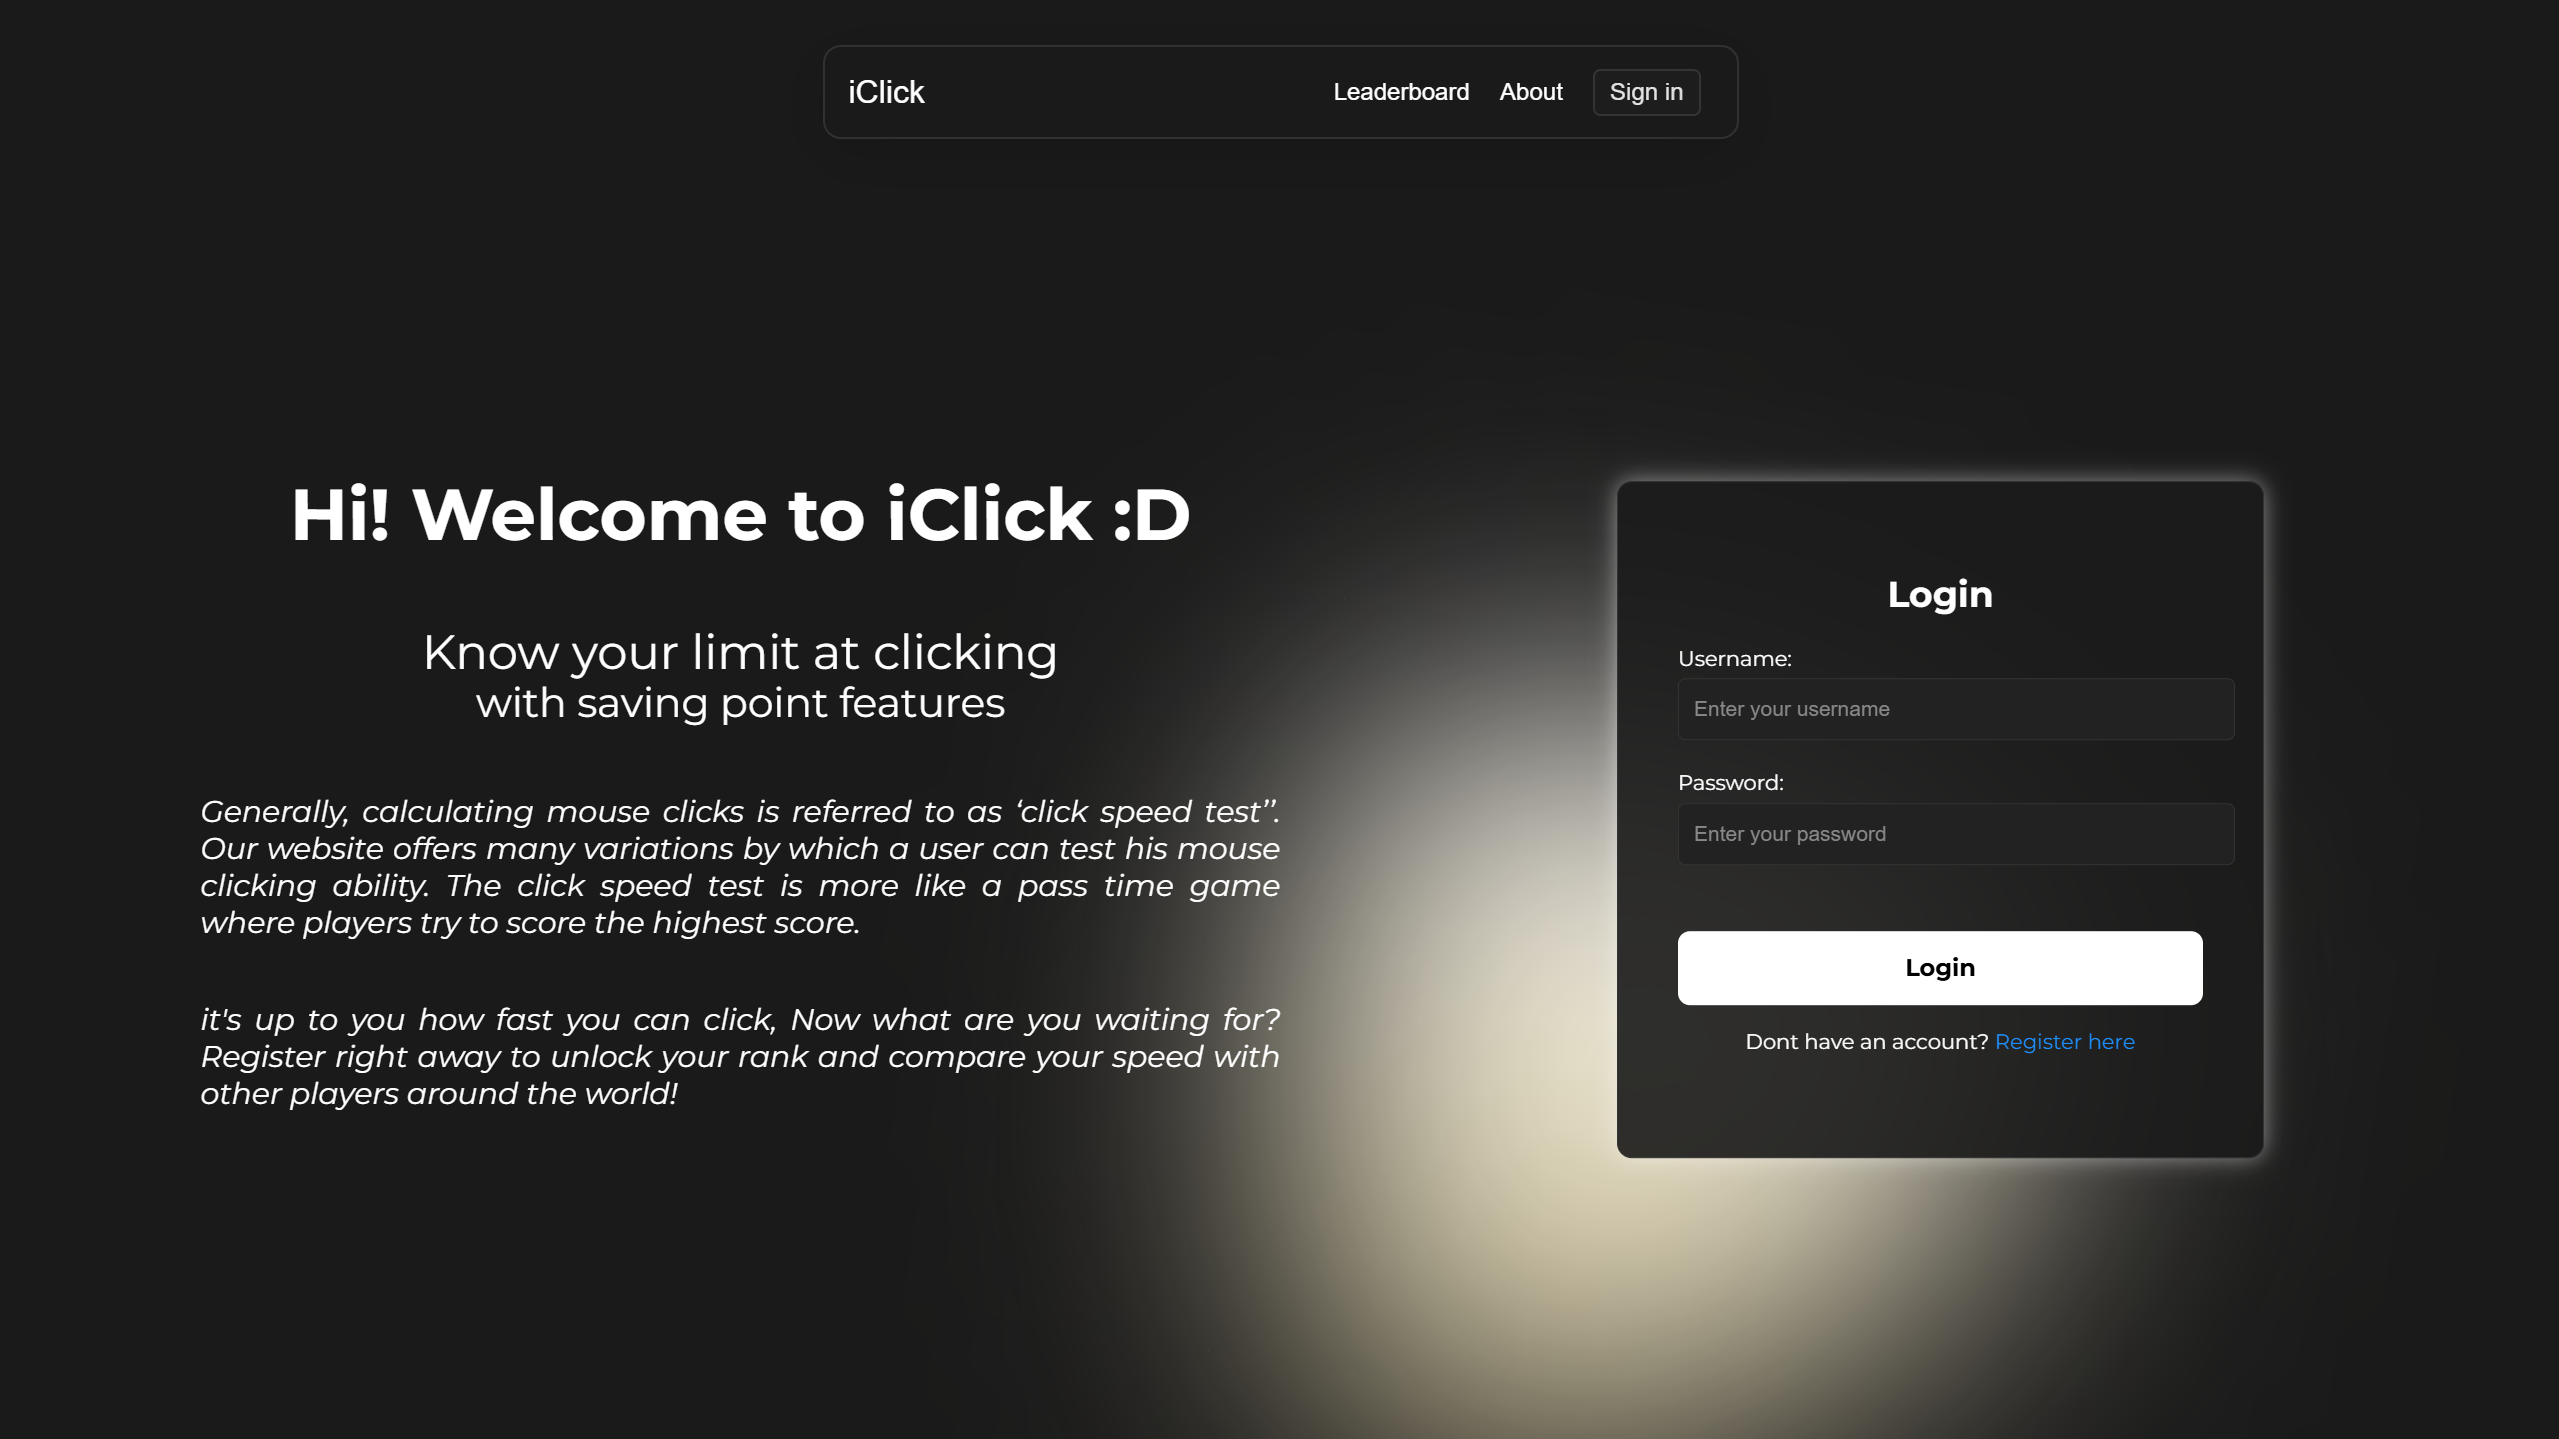 iClick
Leaderboard About Sign in
Hi! Welcome to iClick :D
Know your limit at clicking
with saving point features
Generally, calculating mouse clicks is referred to as ‘click speed test”.
Our website offers many variations by which a user can test his mouse
clicking ability. The click speed test is more like a pass time game
where players try to score the highest score.
it's up to you how fast you can click, Now what are you waiting for?
Register right away to unlock your rank and compare your speed with
other players around the world!
Login
Username:
Enter your username
Password:
Enter your password
Login
Dont have an account? Register here